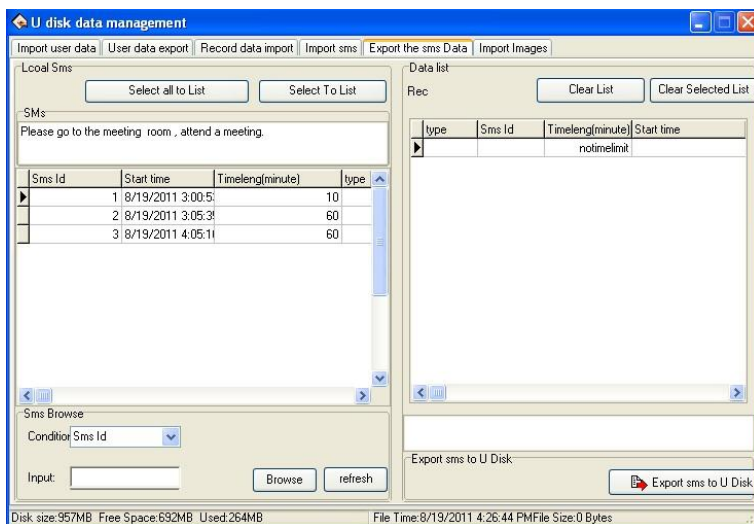 U disk data management
Import user data User data export Record data import Import sms Export the sms Data Import Images
Lcoal Sms
Select all to List Select To List
SMs
Please go to the meeting room , attend a meeting.
Sms Id Start time Timeleng(minute) type
1 8/19/2011 3:00:5 10
2 8/19/2011 3:05:3 60
3 8/19/2011 4:05:1 60
Sms Browse
Condition Sms Id
Input: Browse refresh
Data list
Rec Clear List Clear Selected List
type Sms Id Timeleng(minute) Start time
notimelimit
Export sms to U Disk
Export sms to U Disk
Disk size:957MB Free Space:692MB Used:264MB File Time:8/19/2011 4:26:44 PMFile Size:0 Bytes